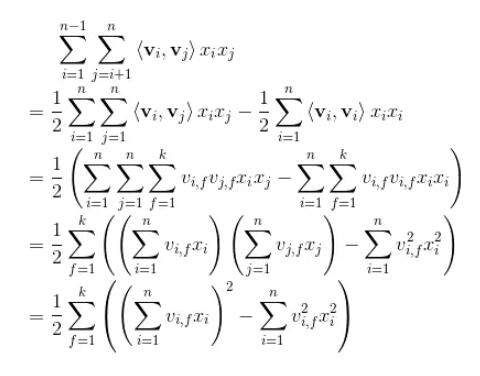 \sum_{i=1}^{n-1} \sum_{j=i+1}^{n} \langle \mathbf{v}_i, \mathbf{v}_j \rangle x_i x_j
= \frac{1}{2} \sum_{i=1}^{n} \sum_{j=1}^{n} \langle \mathbf{v}_i, \mathbf{v}_j \rangle x_i x_j - \frac{1}{2} \sum_{i=1}^{n} \langle \mathbf{v}_i, \mathbf{v}_i \rangle x_i x_i
= \frac{1}{2} \left( \sum_{i=1}^{n} \sum_{j=1}^{n} \sum_{f=1}^{k} v_{i,f} v_{j,f} x_i x_j - \sum_{i=1}^{n} \sum_{f=1}^{k} v_{i,f} v_{i,f} x_i x_i \right)
= \frac{1}{2} \sum_{f=1}^{k} \left( \left( \sum_{i=1}^{n} v_{i,f} x_i \right) \left( \sum_{j=1}^{n} v_{j,f} x_j \right) - \sum_{i=1}^{n} v_{i,f}^2 x_i^2 \right)
= \frac{1}{2} \sum_{f=1}^{k} \left( \left( \sum_{i=1}^{n} v_{i,f} x_i \right)^2 - \sum_{i=1}^{n} v_{i,f}^2 x_i^2 \right)